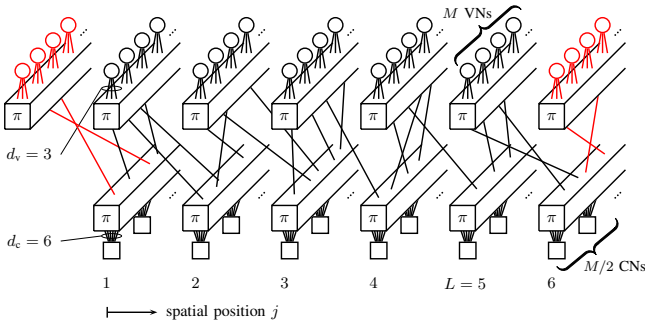 M VNs
... ... ... ... ... ... ...
π π π π π π π
d_v = 3
... ... ... ... ... ...
π π π π π π
d_c = 6
M/2 CNs
1 2 3 4 L = 5 6
spatial position j